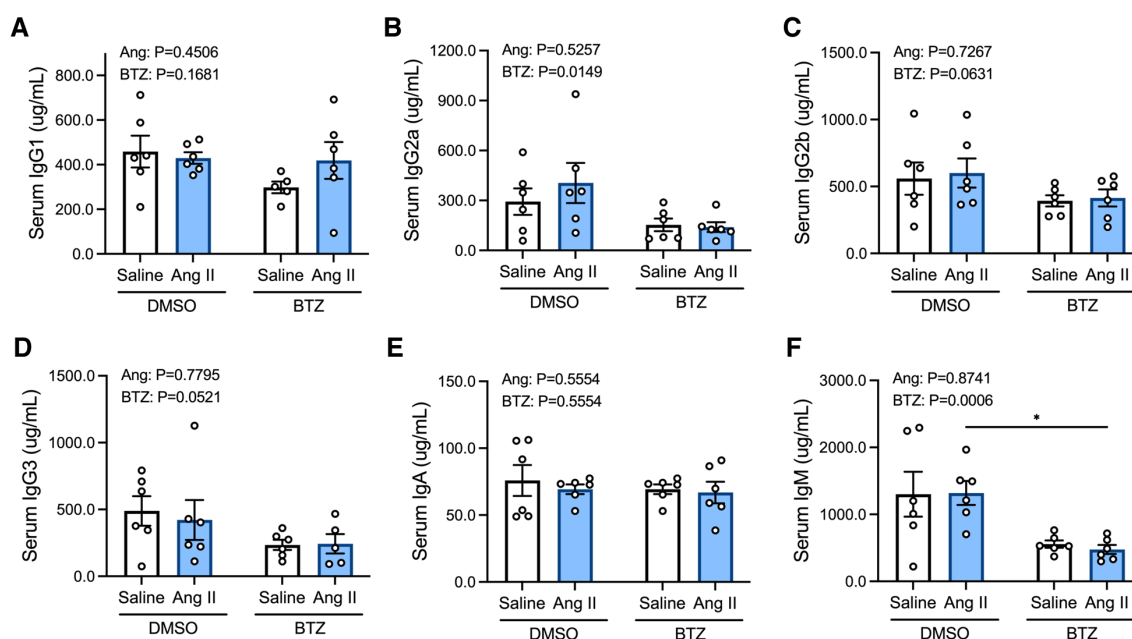 A
Ang: P=0.4506
BTZ: P=0.1681
Serum IgG1 (ug/mL)
800.0
600.0
400.0
200.0
0.0
Saline Ang II Saline Ang II
DMSO BTZ
B
Ang: P=0.5257
BTZ: P=0.0149
Serum IgG2a (ug/mL)
1200.0
900.0
600.0
300.0
0.0
Saline Ang II Saline Ang II
DMSO BTZ
C
Ang: P=0.7267
BTZ: P=0.0631
Serum IgG2b (ug/mL)
1500.0
1000.0
500.0
0.0
Saline Ang II Saline Ang II
DMSO BTZ
D
Ang: P=0.7795
BTZ: P=0.0521
Serum IgG3 (ug/mL)
1500.0
1000.0
500.0
0.0
Saline Ang II Saline Ang II
DMSO BTZ
E
Ang: P=0.5554
BTZ: P=0.5554
Serum IgA (ug/mL)
150.0
100.0
50.0
0.0
Saline Ang II Saline Ang II
DMSO BTZ
F
Ang: P=0.8741
BTZ: P=0.0006
*
Serum IgM (ug/mL)
3000.0
2000.0
1000.0
0.0
Saline Ang II Saline Ang II
DMSO BTZ